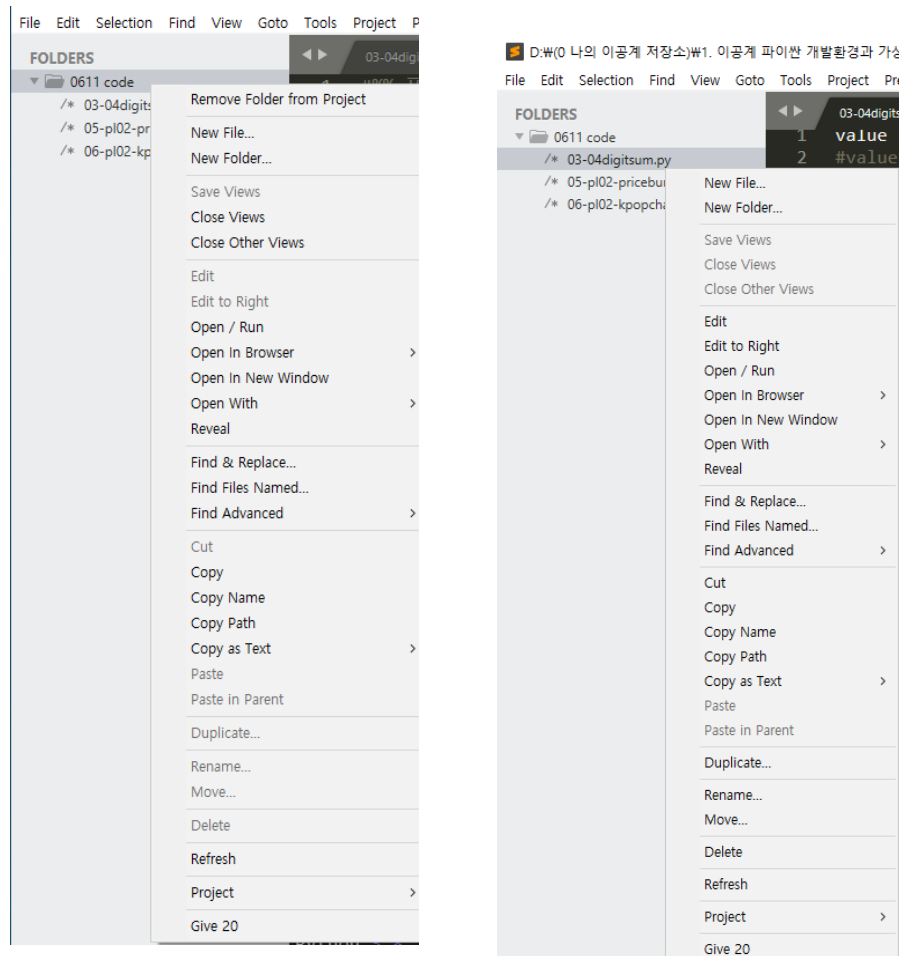 File Edit Selection Find View Goto Tools Project P
FOLDERS
03-04digi
0611 code
1
/* 03-04digits
/* 05-pl02-pr
/* 06-pl02-kp
Remove Folder from Project
New File...
New Folder...
Save Views
Close Views
Close Other Views
Edit
Edit to Right
Open / Run
Open In Browser
Open In New Window
Open With
Reveal
Find & Replace...
Find Files Named...
Find Advanced
Cut
Copy
Copy Name
Copy Path
Copy as Text
Paste
Paste in Parent
Duplicate...
Rename...
Move...
Delete
Refresh
Project
Give 20
D:₩(0 나의 이공계 저장소)₩1. 이공계 파이싼 개발환경과 가상
File Edit Selection Find View Goto Tools Project Pr
FOLDERS
03-04digits
0611 code
1 value
/* 03-04digitsum.py
2 #value
/* 05-pl02-pricebu
/* 06-pl02-kpopcha
New File...
New Folder...
Save Views
Close Views
Close Other Views
Edit
Edit to Right
Open / Run
Open In Browser
Open In New Window
Open With
Reveal
Find & Replace...
Find Files Named...
Find Advanced
Cut
Copy
Copy Name
Copy Path
Copy as Text
Paste
Paste in Parent
Duplicate...
Rename...
Move...
Delete
Refresh
Project
Give 20